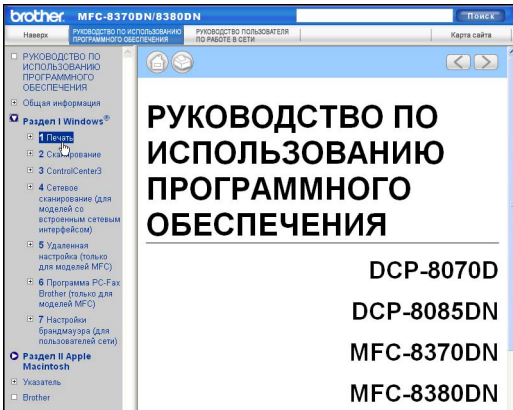 brother. MFC-8370DN/8380DN
Поиск
Наверх
РУКОВОДСТВО ПО ИСПОЛЬЗОВАНИЮ
ПРОГРАММНОГО ОБЕСПЕЧЕНИЯ
РУКОВОДСТВО ПОЛЬЗОВАТЕЛЯ
ПО РАБОТЕ В СЕТИ
Карта сайта
РУКОВОДСТВО ПО
ИСПОЛЬЗОВАНИЮ
ПРОГРАММНОГО
ОБЕСПЕЧЕНИЯ
Общая информация
Раздел I Windows®
1 Печать
2 Сканирование
3 ControlCenter3
4 Сетевое
сканирование (для
моделей со
встроенным сетевым
интерфейсом)
5 Удаленная
настройка (только
для моделей MFC)
6 Программа PC-Fax
Brother (только для
моделей MFC)
7 Настройки
брандмауэра (для
пользователей сети)
Раздел II Apple
Macintosh
Указатель
Brother
РУКОВОДСТВО ПО
ИСПОЛЬЗОВАНИЮ
ПРОГРАММНОГО
ОБЕСПЕЧЕНИЯ
DCP-8070D
DCP-8085DN
MFC-8370DN
MFC-8380DN